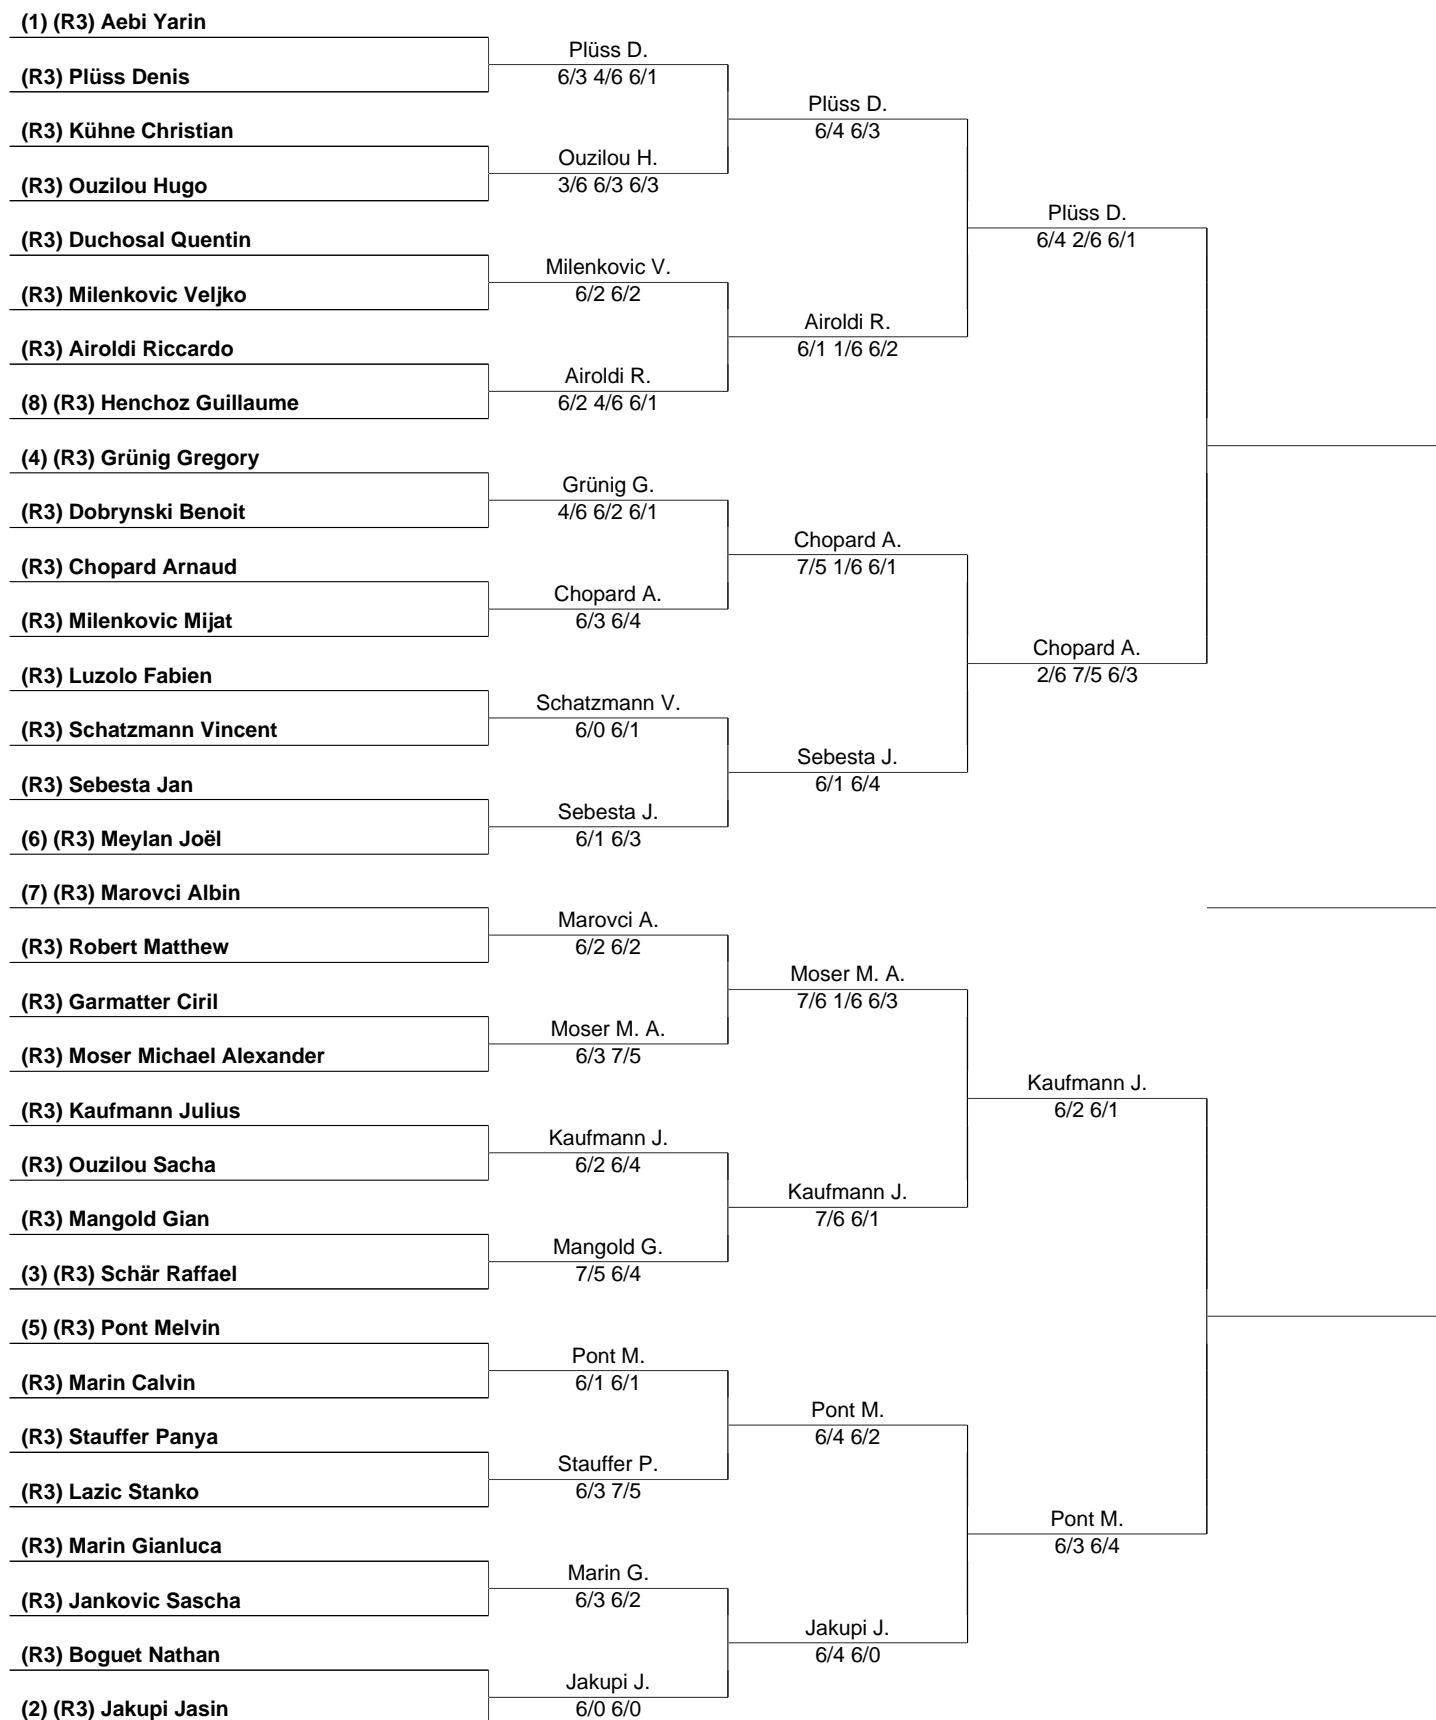 (1) (R3) Aebi Yarin
Plüss D.
(R3) Plüss Denis
6/3 4/6 6/1
Plüss D.
(R3) Kühne Christian
6/4 6/3
Ouzilou H.
(R3) Ouzilou Hugo
3/6 6/3 6/3
Plüss D.
(R3) Duchosal Quentin
6/4 2/6 6/1
Milenkovic V.
(R3) Milenkovic Veljko
6/2 6/2
Airoldi R.
(R3) Airoldi Riccardo
6/1 1/6 6/2
Airoldi R.
(8) (R3) Henchoz Guillaume
6/2 4/6 6/1
(4) (R3) Grünig Gregory
Grünig G.
(R3) Dobrynski Benoit
4/6 6/2 6/1
Chopard A.
(R3) Chopard Arnaud
7/5 1/6 6/1
Chopard A.
(R3) Milenkovic Mijat
6/3 6/4
Chopard A.
(R3) Luzolo Fabien
2/6 7/5 6/3
Schatzmann V.
(R3) Schatzmann Vincent
6/0 6/1
Sebesta J.
(R3) Sebesta Jan
6/1 6/4
Sebesta J.
(6) (R3) Meylan Joël
6/1 6/3
(7) (R3) Marovci Albin
Marovci A.
(R3) Robert Matthew
6/2 6/2
Moser M. A.
(R3) Garmatter Ciril
7/6 1/6 6/3
Moser M. A.
(R3) Moser Michael Alexander
6/3 7/5
Kaufmann J.
(R3) Kaufmann Julius
6/2 6/1
Kaufmann J.
(R3) Ouzilou Sacha
6/2 6/4
Kaufmann J.
(R3) Mangold Gian
7/6 6/1
Mangold G.
(3) (R3) Schär Raffael
7/5 6/4
(5) (R3) Pont Melvin
Pont M.
(R3) Marin Calvin
6/1 6/1
Pont M.
(R3) Stauffer Panya
6/4 6/2
Stauffer P.
(R3) Lazic Stanko
6/3 7/5
Pont M.
(R3) Marin Gianluca
6/3 6/4
Marin G.
(R3) Jankovic Sascha
6/3 6/2
Jakupi J.
(R3) Boguet Nathan
6/4 6/0
Jakupi J.
(2) (R3) Jakupi Jasin
6/0 6/0